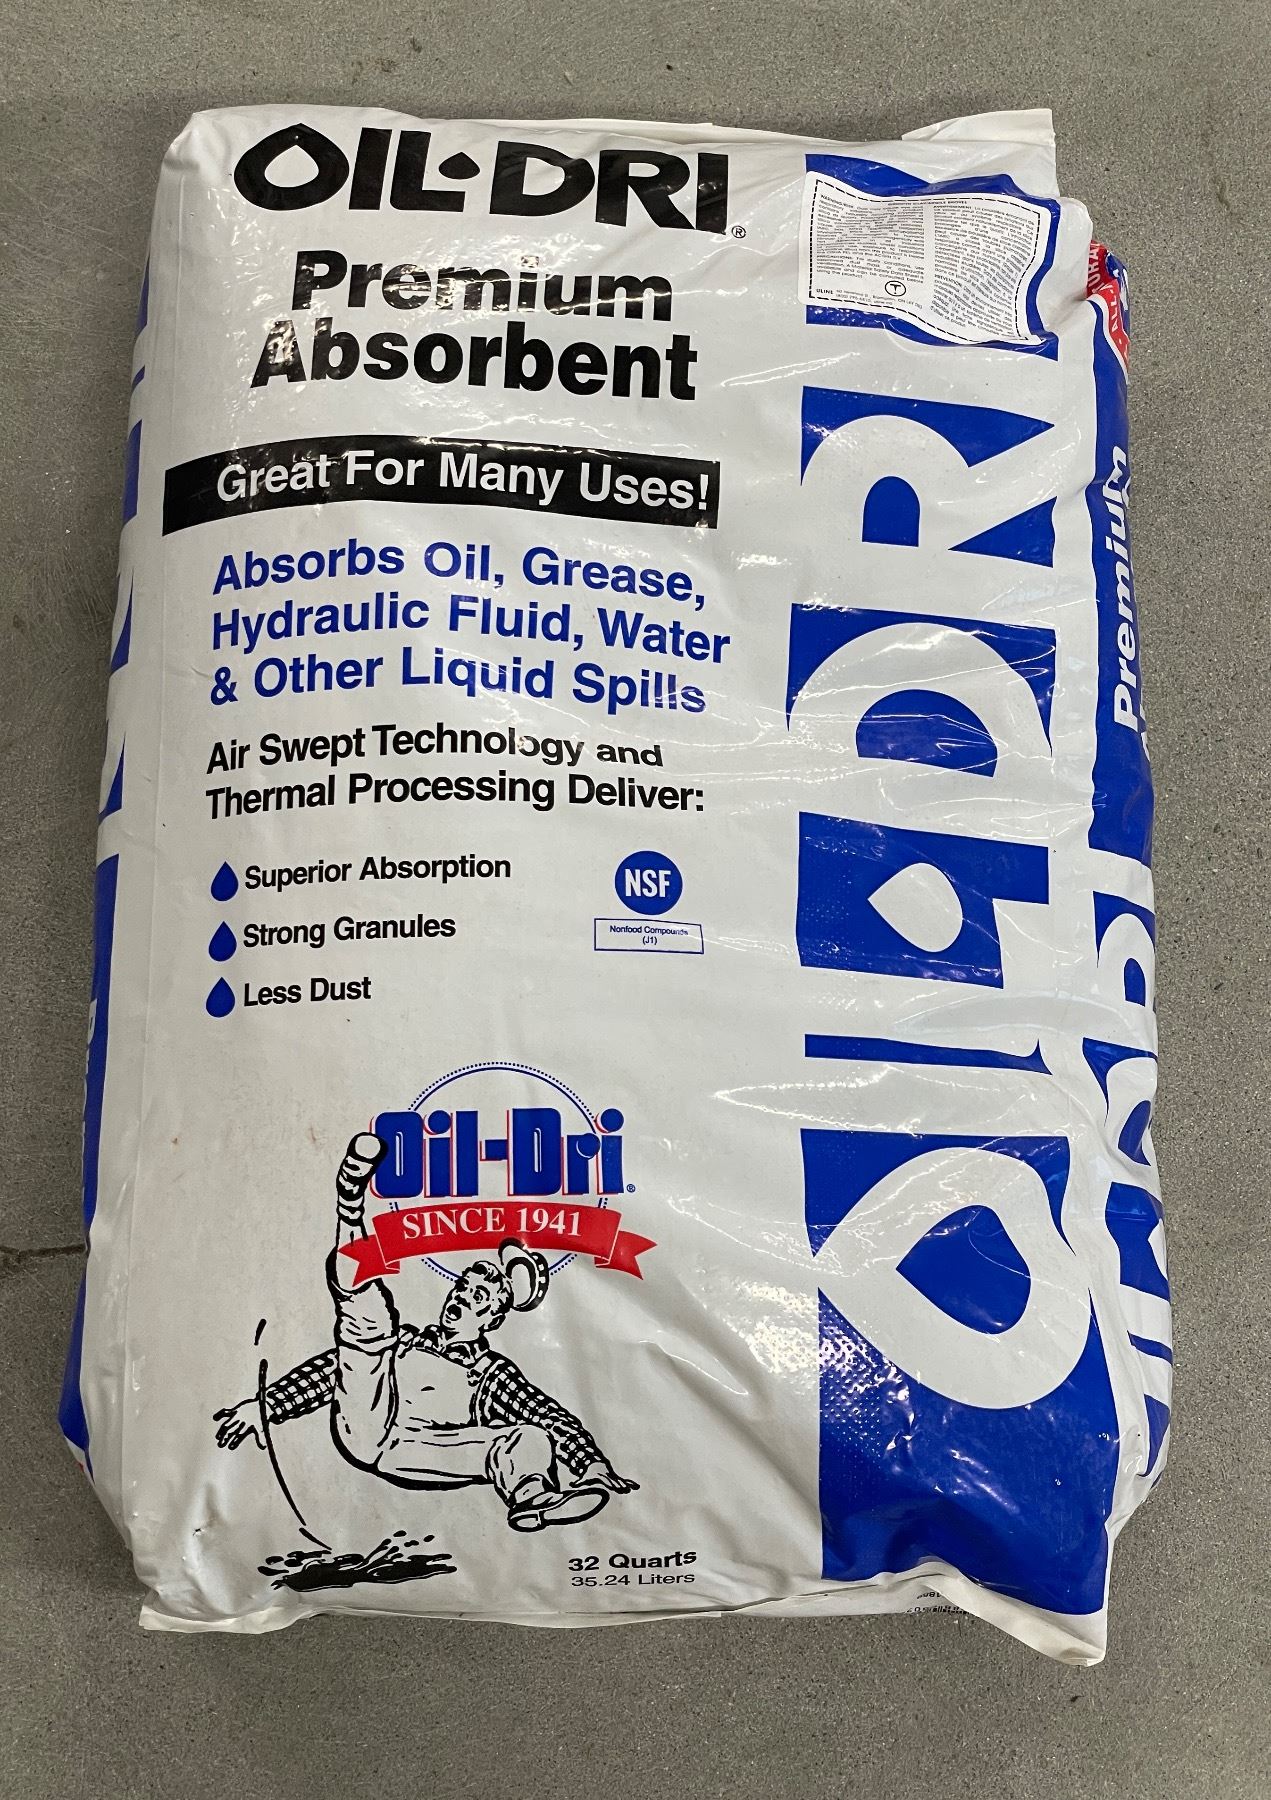 OIL-DRI®
Premium
Absorbent
Great For Many Uses!
Absorbs Oil, Grease,
Hydraulic Fluid, Water
& Other Liquid Spills
Air Swept Technology and
Thermal Processing Deliver:
Superior Absorption
Strong Granules
Less Dust
NSF
Nonfood Compounds
(J1)
Oil-Dri®
SINCE 1941
32 Quarts
35.24 Liters
OIL-DRI
ULINE
Premium